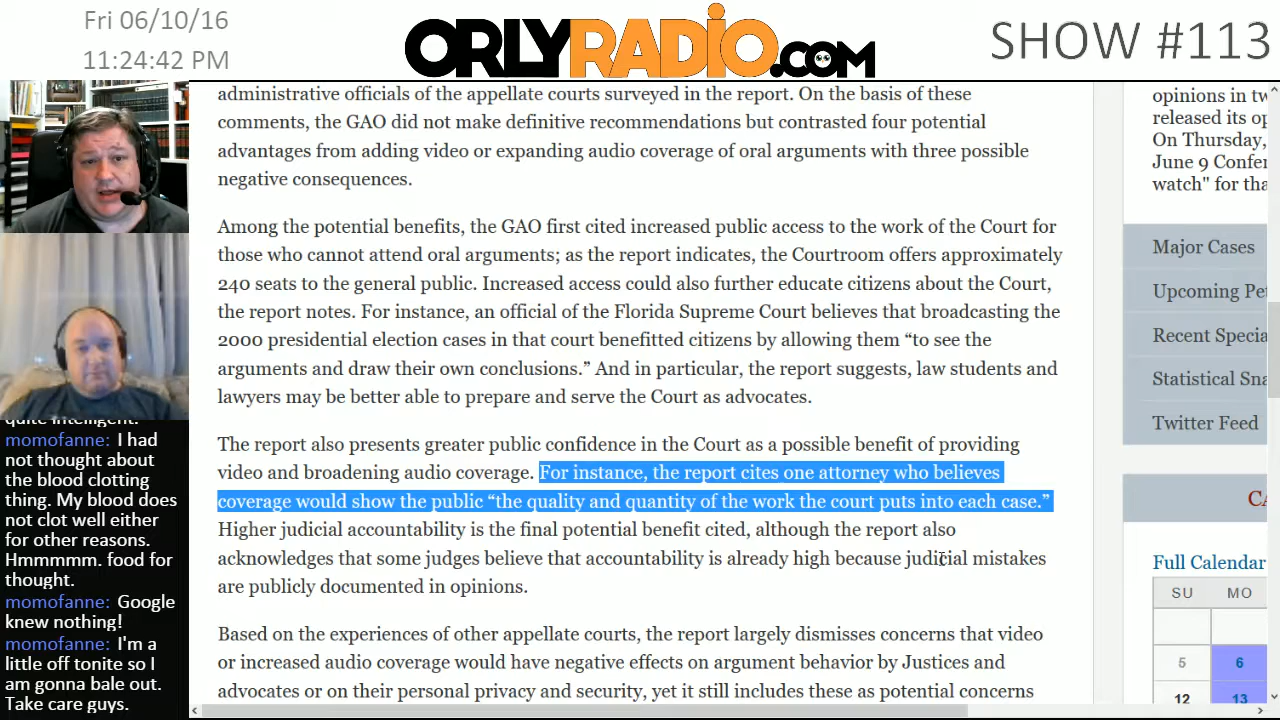 Fri 06/10/16
11:24:42 PM
ORLYRADIO.COM
SHOW #113
administrative officials of the appellate courts surveyed in the report. On the basis of these
comments, the GAO did not make definitive recommendations but contrasted four potential
advantages from adding video or expanding audio coverage of oral arguments with three possible
negative consequences.
Among the potential benefits, the GAO first cited increased public access to the work of the Court for
those who cannot attend oral arguments; as the report indicates, the Courtroom offers approximately
240 seats to the general public. Increased access could also further educate citizens about the Court,
the report notes. For instance, an official of the Florida Supreme Court believes that broadcasting the
2000 presidential election cases in that court benefitted citizens by allowing them “to see the
arguments and draw their own conclusions.” And in particular, the report suggests, law students and
lawyers may be better able to prepare and serve the Court as advocates.
The report also presents greater public confidence in the Court as a possible benefit of providing
video and broadening audio coverage. For instance, the report cites one attorney who believes
coverage would show the public “the quality and quantity of the work the court puts into each case.”
Higher judicial accountability is the final potential benefit cited, although the report also
acknowledges that some judges believe that accountability is already high because judicial mistakes
are publicly documented in opinions.
Based on the experiences of other appellate courts, the report largely dismisses concerns that video
or increased audio coverage would have negative effects on argument behavior by Justices and
advocates or on their personal privacy and security, yet it still includes these as potential concerns
opinions in tw
released its op
On Thursday,
June 9 Confer
watch" for tha
Major Cases
Upcoming Pet
Recent Specia
Statistical Sna
Twitter Feed
CA
Full Calendar
SU MO
5 6
12 13
quite intelligent.
momofanne: I had
not thought about
the blood clotting
thing. My blood does
not clot well either
for other reasons.
Hmmmmm. food for
thought.
momofanne: Google
knew nothing!
momofanne: I'm a
little off tonite so I
am gonna bale out.
Take care guys.